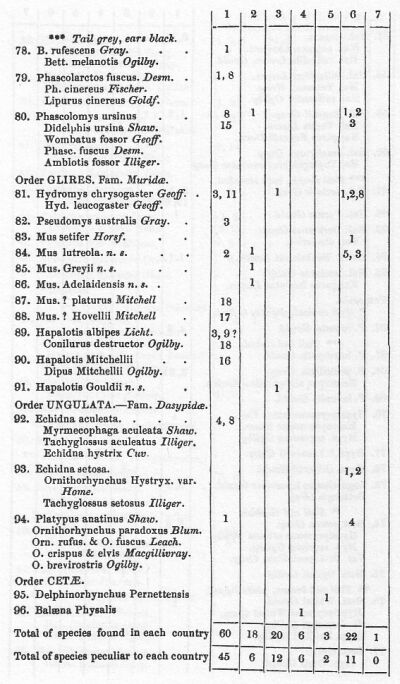 1 2 3 4 5 6 7
*** Tail grey, ears black.
78. B. rufescens Gray. . . 1
Bett. melanotis Ogilby.
79. Phascolarctos fuscus. Desm. . 1, 8
Ph. cinereus Fischer.
Lipurus cinereus Goldf.
80. Phascolomys ursinus . . 8 1 1, 2
Didelphis ursina Shaw. 15 3
Wombatus fossor Geoff.
Phasc. fuscus Desm.
Amblotis fossor Illiger.
Order GLIRES. Fam. Muridæ.
81. Hydromys chrysogaster Geoff. . 3, 11 1 1,2,8
Hyd. leucogaster Geoff.
82. Pseudomys australis Gray. . 3
83. Mus setifer Horsf. . . 1
84. Mus lutreola. n. s. . . 2 1 5, 3
85. Mus. Greyii n. s. . . 1
86. Mus. Adelaidensis n. s. . 1
87. Mus. ? platurus Mitchell 18
88. Mus. ? Hovellii Mitchell 17
89. Hapalotis albipes Licht. . 3, 9 ?
Conilurus destructor Ogilby. 18
90. Hapalotis Mitchellii . . 16
Dipus Mitchellii Ogilby.
91. Hapalotis Gouldii n. s. . 1
Order UNGULATA.—Fam. Dasypidæ.
92. Echidna aculeata. . . . 4, 8
Myrmecophaga aculeata Shaw.
Tachyglossus aculeatus Illiger.
Echidna hystrix Cuv.
93. Echidna setosa. 1, 2
Ornithorhynchus Hystryx. var.
Home.
Tachyglossus setosus Illiger.
94. Platypus anatinus Shaw. 1 4
Ornithorhynchus paradoxus Blum.
Orn. rufus. & O. fuscus Leach.
O. crispus & elvis Macgillivray.
O. brevirostris Ogilby.
Order CETÆ.
95. Delphinorhynchus Pernettensis 1
96. Balæna Physalis 1
Total of species found in each country 60 18 20 6 3 22 1
Total of species peculiar to each country 45 6 12 6 2 11 0